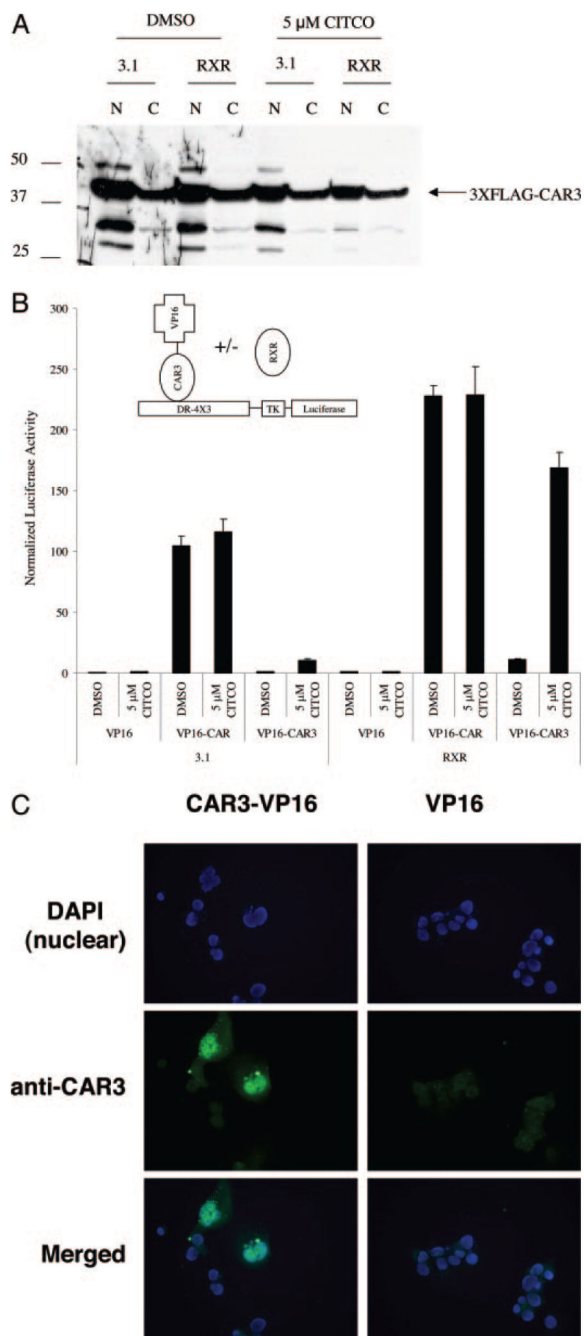 A
DMSO 5 µM CITCO
3.1 RXR 3.1 RXR
N C N C N C N C
50
37
25
3XFLAG-CAR3
B
300
250
200
150
100
50
0
Normalized Luciferase Activity
VP16
CAR3
+/-
RXR
DR-4X3 TK Luciferase
DMSO 5 µM CITCO DMSO 5 µM CITCO DMSO 5 µM CITCO DMSO 5 µM CITCO DMSO 5 µM CITCO DMSO 5 µM CITCO
VP16 VP16-CAR VP16-CAR3 VP16 VP16-CAR VP16-CAR3
3.1 RXR
C
CAR3-VP16 VP16
DAPI
(nuclear)
anti-CAR3
Merged